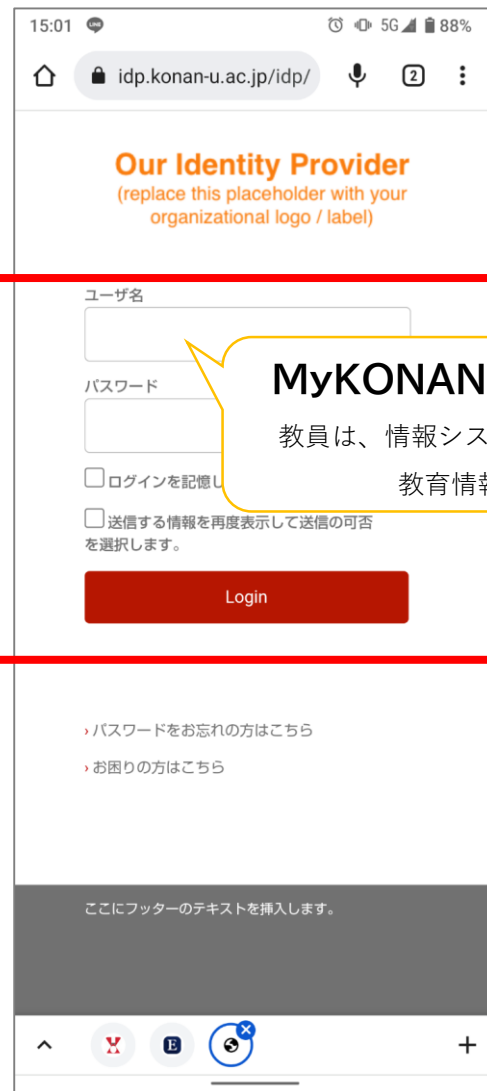 15:01
5G 88%
idp.konan-u.ac.jp/idp/
2
Our Identity Provider
(replace this placeholder with your
organizational logo / label)
ユーザ名
MyKONAN
パスワード
教員は、情報シス
教育情報
ログインを記憶し
送信する情報を再度表示して送信の可否
を選択します。
Login
›パスワードをお忘れの方はこちら
›お困りの方はこちら
ここにフッターのテキストを挿入します。
E